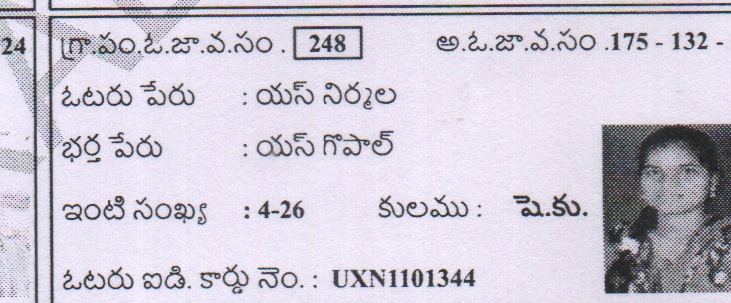 24 గ్రా.పం.ఓ.జా.వ.సం . 248 అ.ఓ.జా.వ.సం .175 - 132 -
ఓటరు పేరు : యస్ నిర్మల
భర్త పేరు : యస్ గోపాల్
ఇంటి సంఖ్య : 4-26 కులము : షె.కు.
ఓటరు ఐడి. కార్డు నెం. : UXN1101344